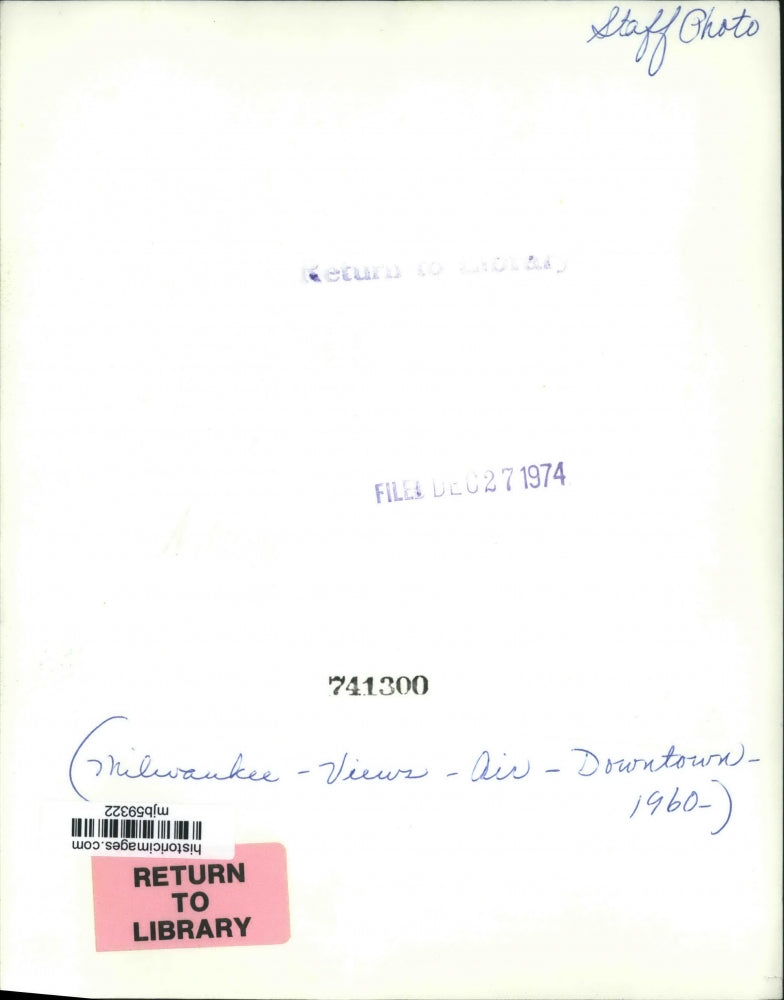 Staff Photo
Return to Library
FILED DEC 27 1974
741300
(Milwaukee - Views - Air - Downtown -
1960-)
mjb59322
historicimages.com
RETURN
TO
LIBRARY